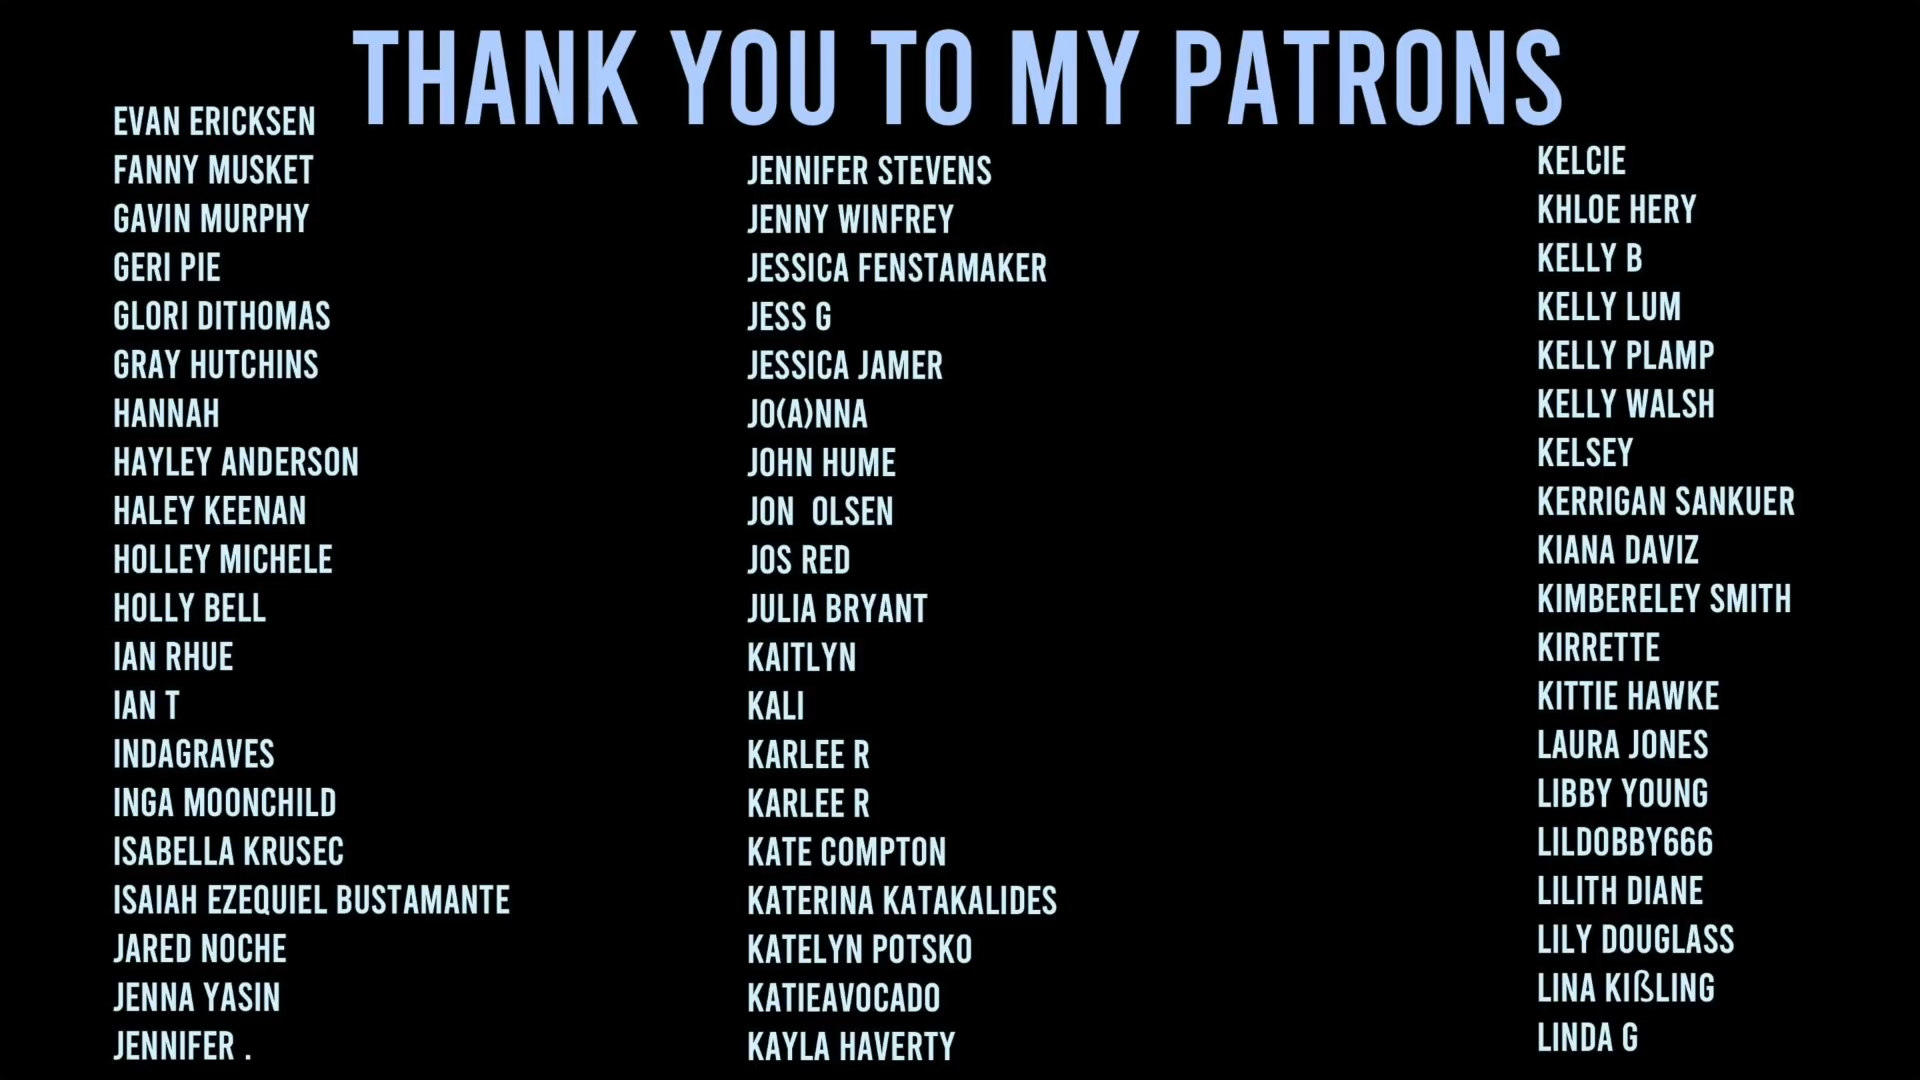 THANK YOU TO MY PATRONS
EVAN ERICKSEN
FANNY MUSKET
GAVIN MURPHY
GERI PIE
GLORI DITHOMAS
GRAY HUTCHINS
HANNAH
HAYLEY ANDERSON
HALEY KEENAN
HOLLEY MICHELE
HOLLY BELL
IAN RHUE
IAN T
INDAGRAVES
INGA MOONCHILD
ISABELLA KRUSEC
ISAIAH EZEQUIEL BUSTAMANTE
JARED NOCHE
JENNA YASIN
JENNIFER .
JENNIFER STEVENS
JENNY WINFREY
JESSICA FENSTAMAKER
JESS G
JESSICA JAMER
JO(A)NNA
JOHN HUME
JON  OLSEN
JOS RED
JULIA BRYANT
KAITLYN
KALI
KARLEE R
KARLEE R
KATE COMPTON
KATERINA KATAKALIDES
KATELYN POTSKO
KATIEAVOCADO
KAYLA HAVERTY
KELCIE
KHLOE HERY
KELLY B
KELLY LUM
KELLY PLAMP
KELLY WALSH
KELSEY
KERRIGAN SANKUER
KIANA DAVIZ
KIMBERELEY SMITH
KIRRETTE
KITTIE HAWKE
LAURA JONES
LIBBY YOUNG
LILDOBBY666
LILITH DIANE
LILY DOUGLASS
LINA KIßLING
LINDA G